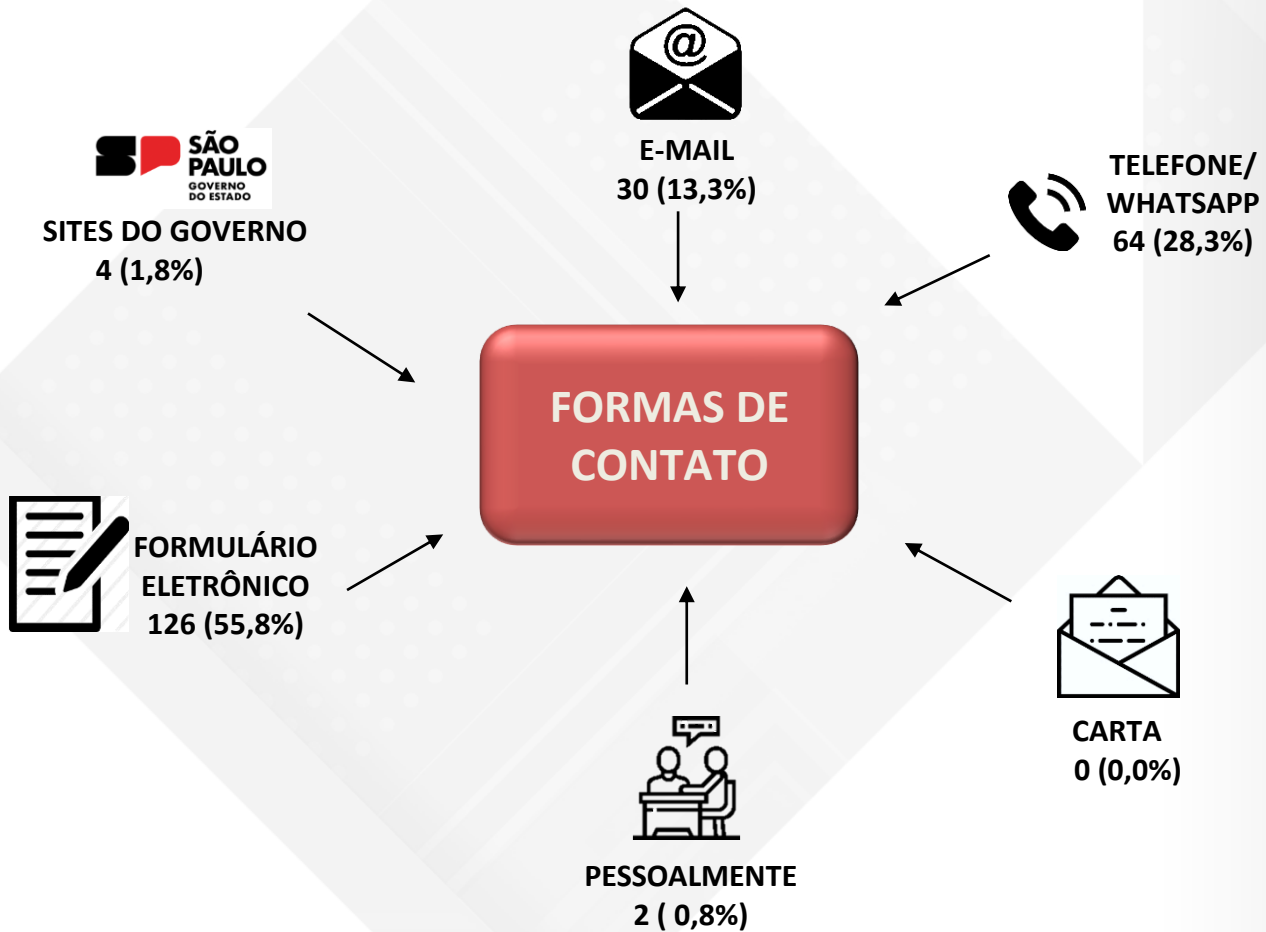 @
E-MAIL
30 (13,3%)
SÃO
PAULO
GOVERNO
DO ESTADO
SITES DO GOVERNO
4 (1,8%)
TELEFONE/
WHATSAPP
64 (28,3%)
FORMAS DE
CONTATO
FORMULÁRIO
ELETRÔNICO
126 (55,8%)
CARTA
0 (0,0%)
PESSOALMENTE
2 ( 0,8%)